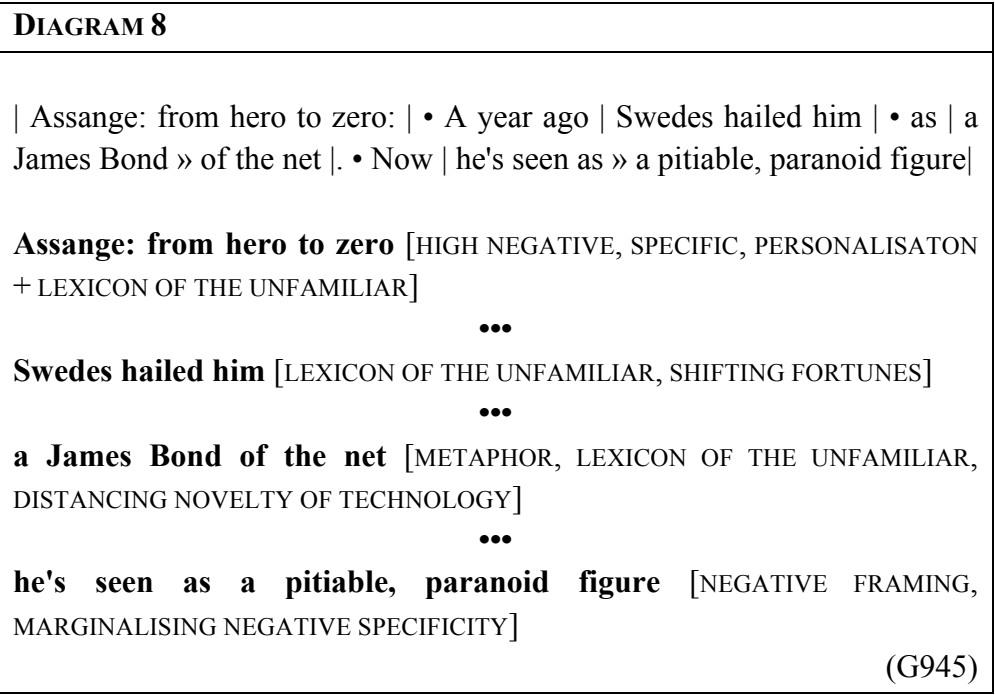 DIAGRAM 8
| Assange: from hero to zero: | • A year ago | Swedes hailed him | • as | a
James Bond » of the net |. • Now | he's seen as » a pitiable, paranoid figure|
Assange: from hero to zero [HIGH NEGATIVE, SPECIFIC, PERSONALISATON
+ LEXICON OF THE UNFAMILIAR]
•••
Swedes hailed him [LEXICON OF THE UNFAMILIAR, SHIFTING FORTUNES]
•••
a James Bond of the net [METAPHOR, LEXICON OF THE UNFAMILIAR,
DISTANCING NOVELTY OF TECHNOLOGY]
•••
he's seen as a pitiable, paranoid figure [NEGATIVE FRAMING,
MARGINALISING NEGATIVE SPECIFICITY]
(G945)